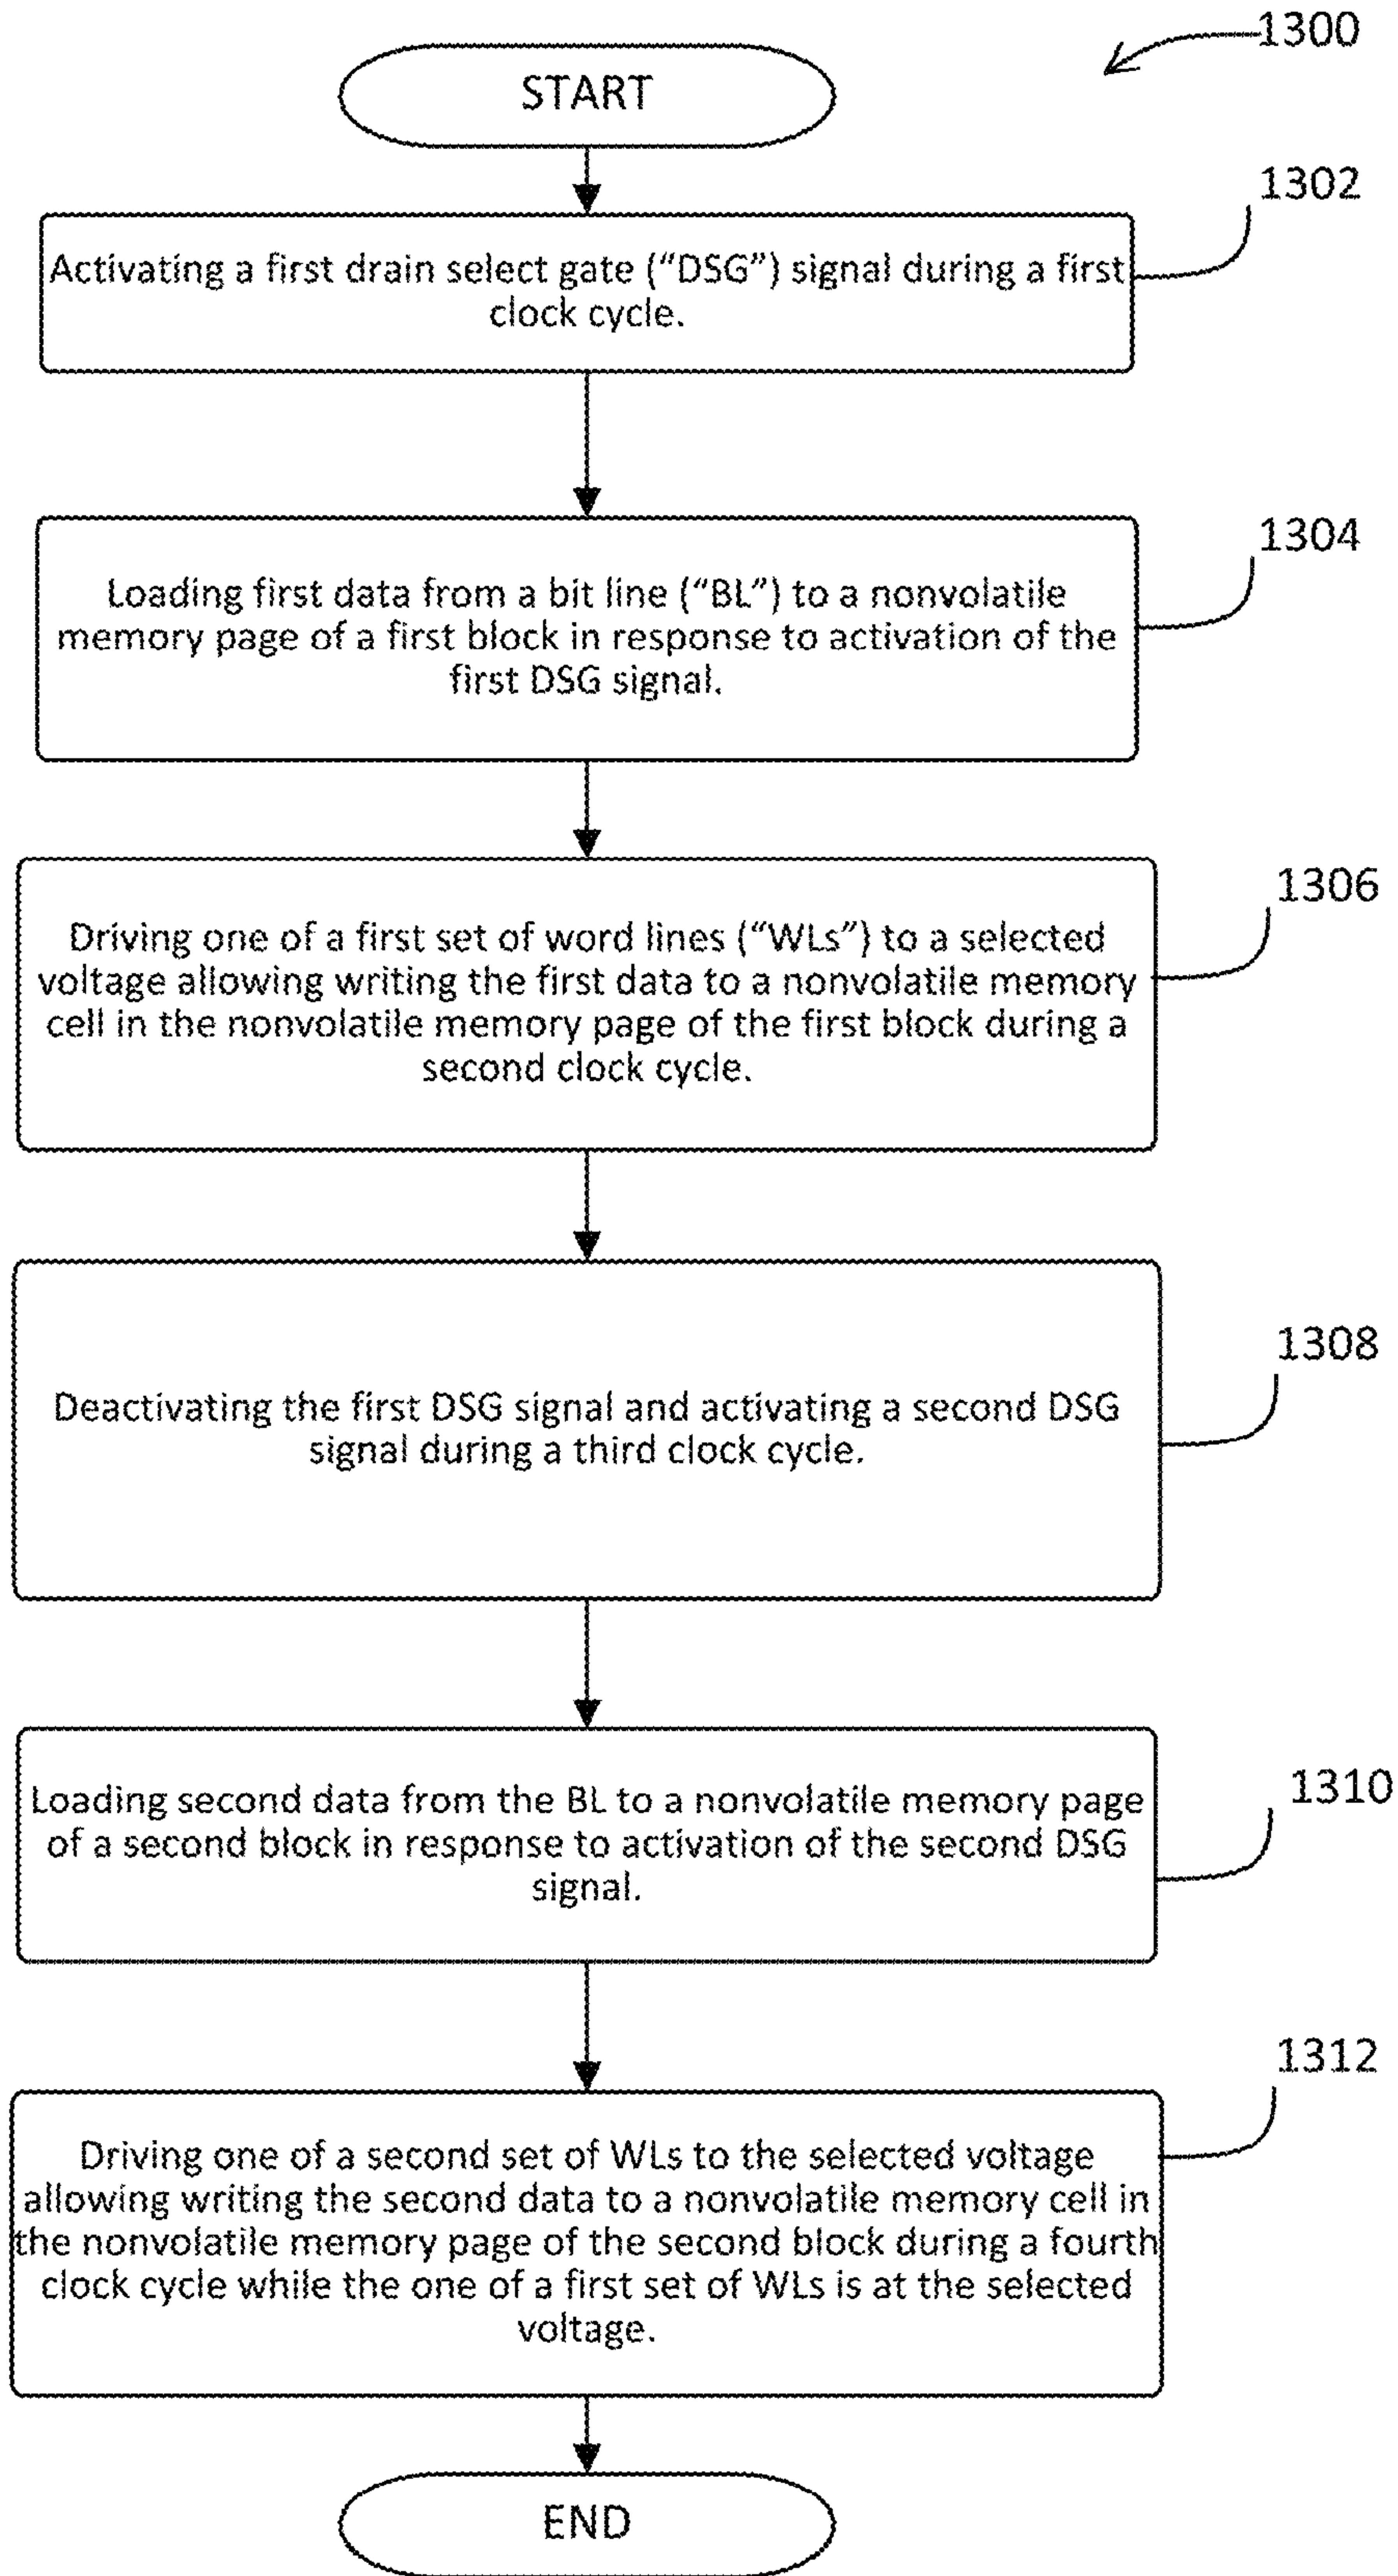 1300
START
1302
Activating a first drain select gate (“DSG”) signal during a first
clock cycle.
1304
Loading first data from a bit line (“BL”) to a nonvolatile
memory page of a first block in response to activation of the
first DSG signal.
1306
Driving one of a first set of word lines (“WLs”) to a selected
voltage allowing writing the first data to a nonvolatile memory
cell in the nonvolatile memory page of the first block during a
second clock cycle.
1308
Deactivating the first DSG signal and activating a second DSG
signal during a third clock cycle.
1310
Loading second data from the BL to a nonvolatile memory page
of a second block in response to activation of the second DSG
signal.
1312
Driving one of a second set of WLs to the selected voltage
allowing writing the second data to a nonvolatile memory cell in
the nonvolatile memory page of the second block during a fourth
clock cycle while the one of a first set of WLs is at the selected
voltage.
END